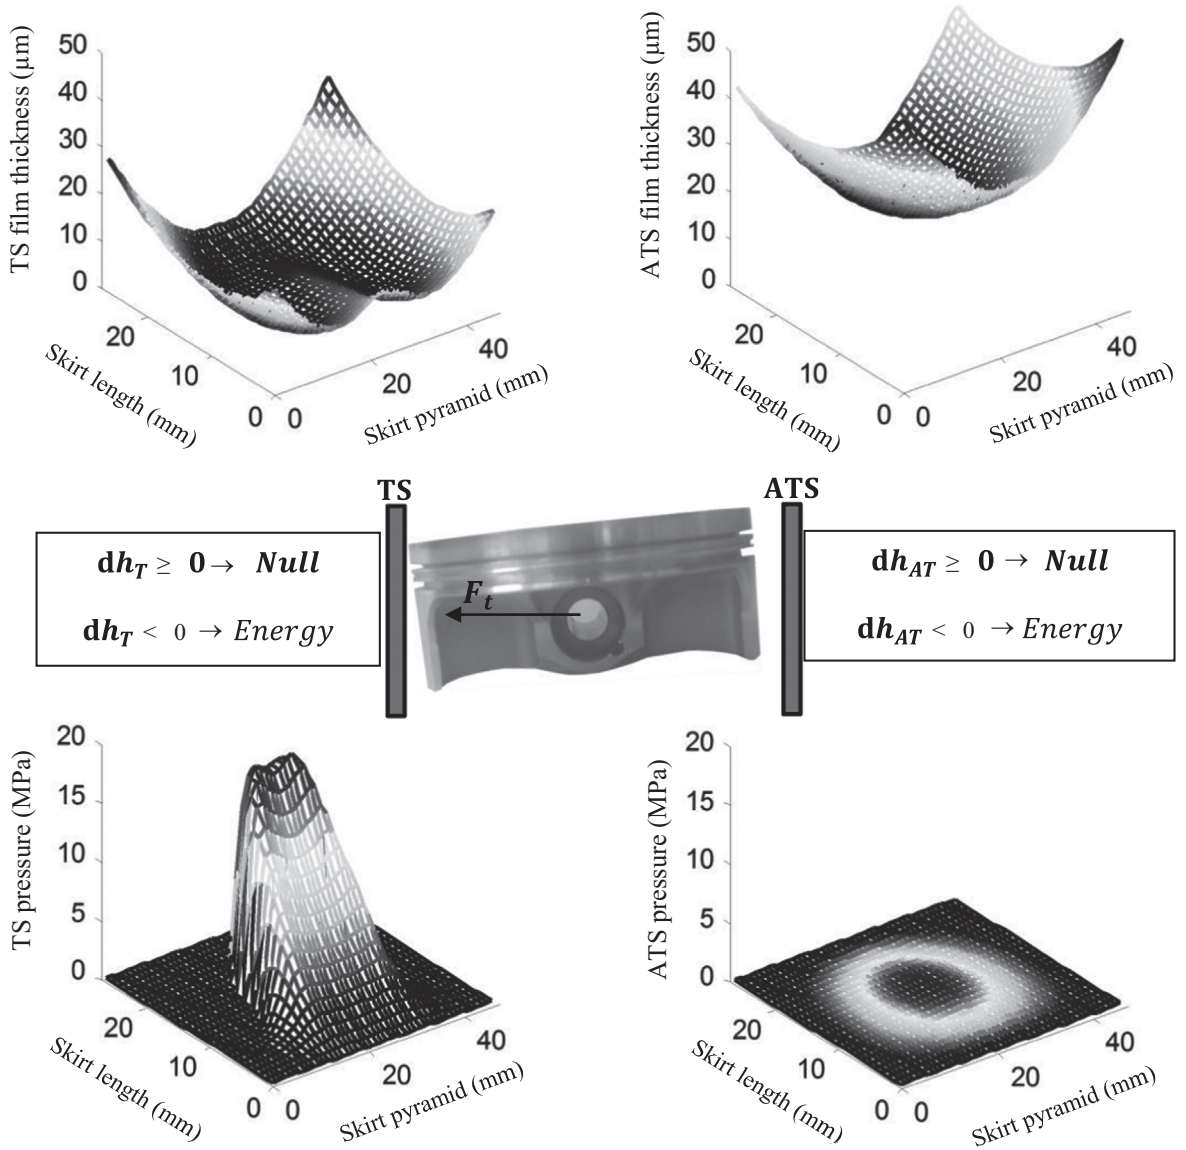 TS film thickness (µm)
50
40
30
20
10
0
20
10
0
Skirt length (mm)
0
20
40
Skirt pyramid (mm)
ATS film thickness (µm)
50
40
30
20
10
0
20
10
0
Skirt length (mm)
0
20
40
Skirt pyramid (mm)
TS
ATS
dh_T ≥ 0 → Null
dh_T < 0 → Energy
F_t
dh_AT ≥ 0 → Null
dh_AT < 0 → Energy
TS pressure (MPa)
20
15
10
5
0
20
10
0
Skirt length (mm)
0
20
40
Skirt pyramid (mm)
ATS pressure (MPa)
20
15
10
5
0
20
10
0
Skirt length (mm)
0
20
40
Skirt pyramid (mm)